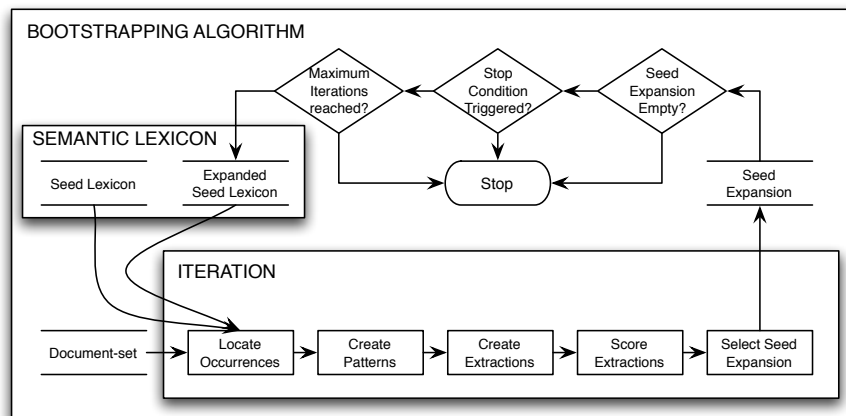 BOOTSTRAPPING ALGORITHM
Maximum
Iterations
reached?
Stop
Condition
Triggered?
Seed
Expansion
Empty?
SEMANTIC LEXICON
Seed Lexicon
Expanded
Seed Lexicon
Stop
Seed
Expansion
ITERATION
Document-set
Locate
Occurrences
Create
Patterns
Create
Extractions
Score
Extractions
Select Seed
Expansion